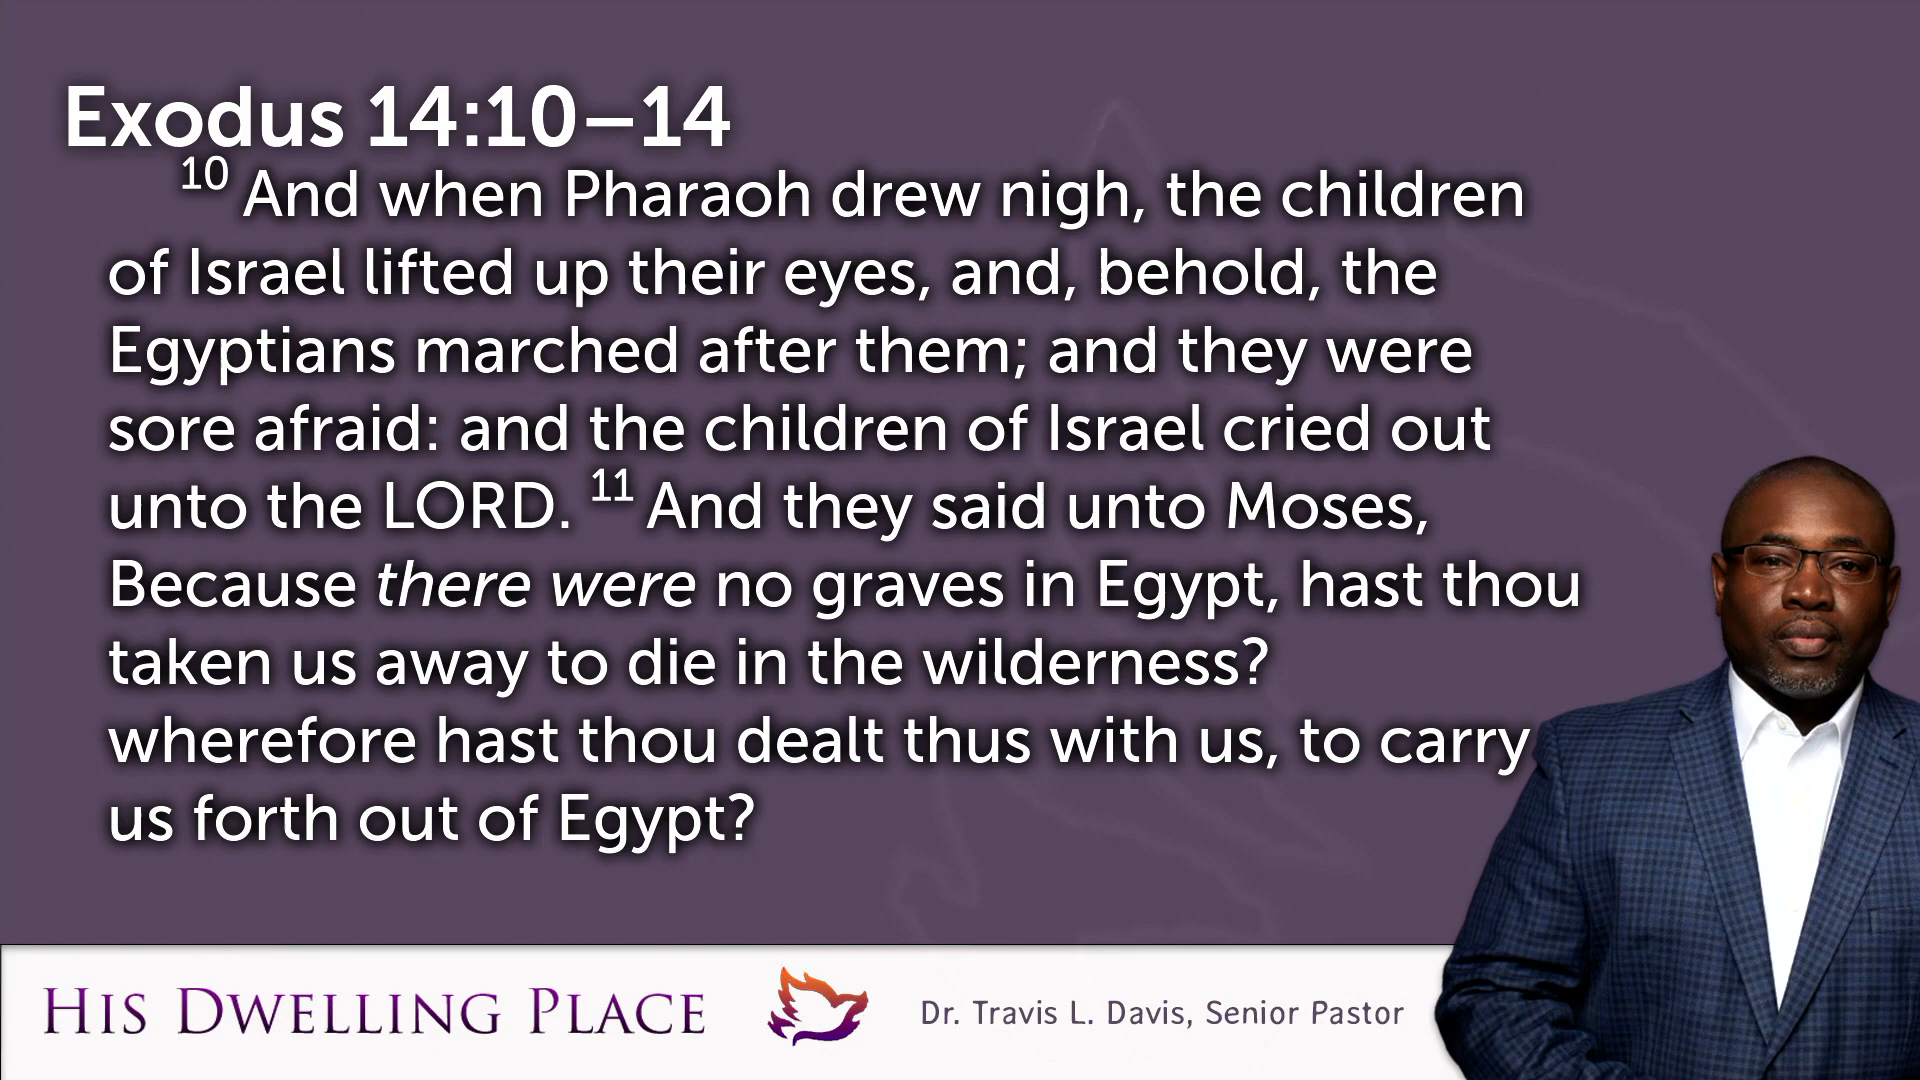 Exodus 14:10–14
10 And when Pharaoh drew nigh, the children
of Israel lifted up their eyes, and, behold, the
Egyptians marched after them; and they were
sore afraid: and the children of Israel cried out
unto the LORD. 11 And they said unto Moses,
Because there were no graves in Egypt, hast thou
taken us away to die in the wilderness?
wherefore hast thou dealt thus with us, to carry
us forth out of Egypt?
HIS DWELLING PLACE
Dr. Travis L. Davis, Senior Pastor